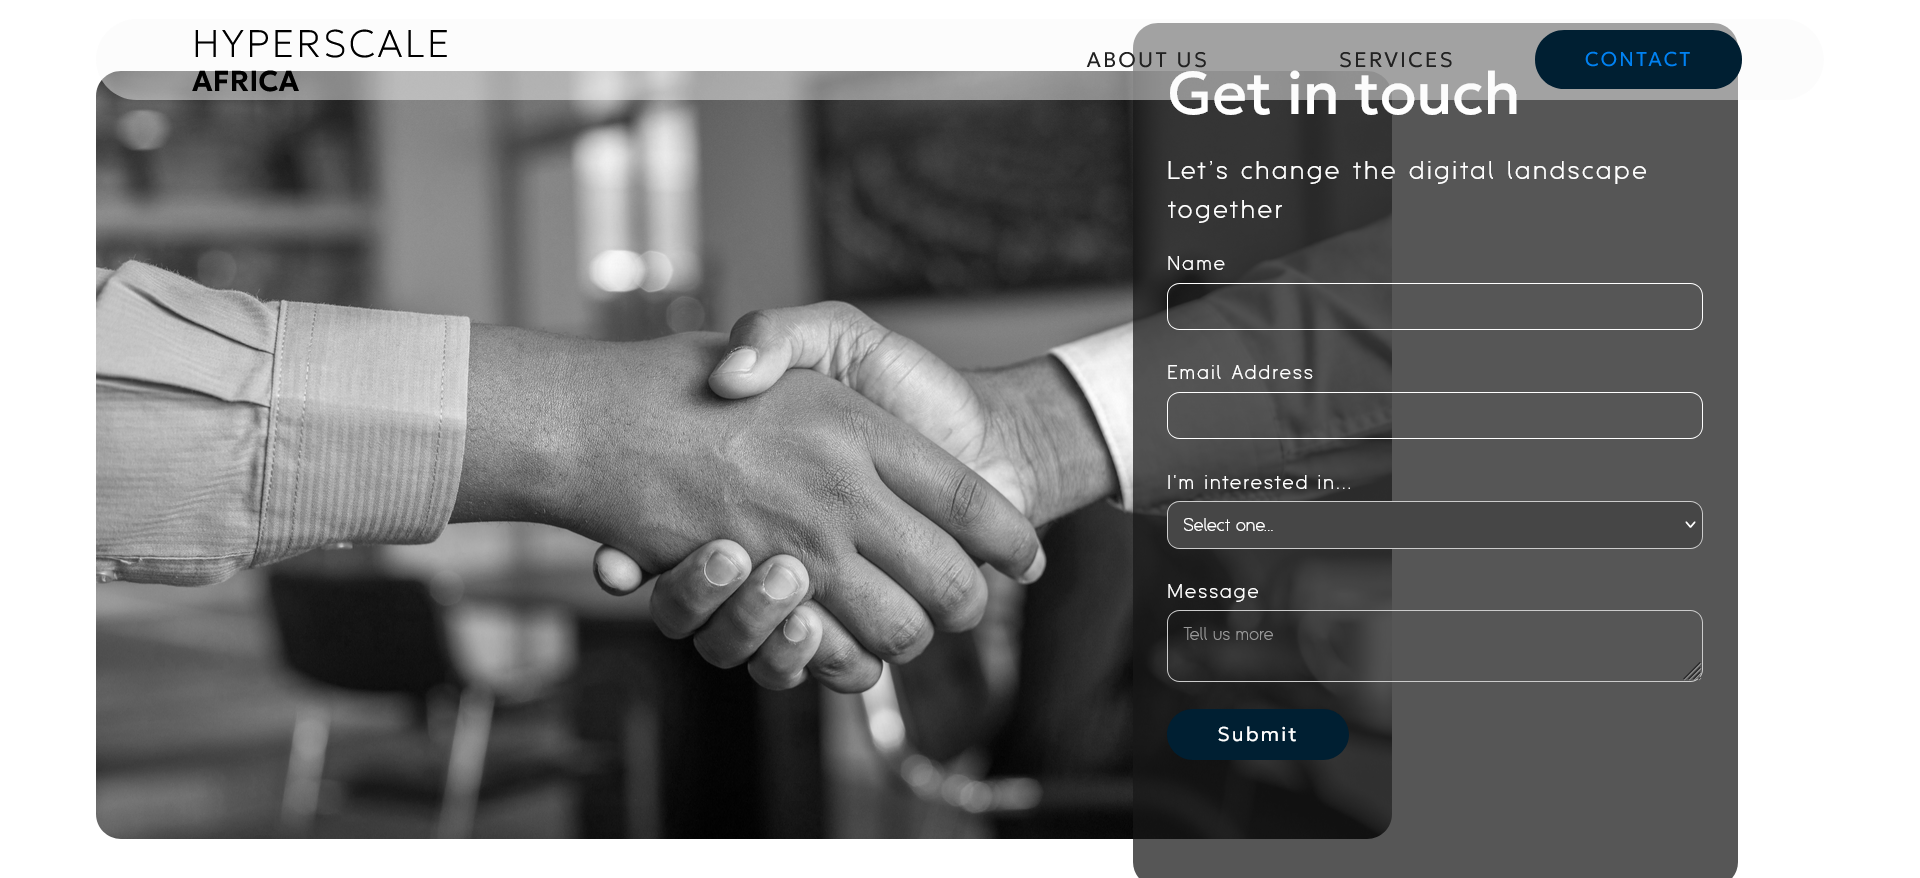 HYPERSCALE
AFRICA
ABOUT US
SERVICES
CONTACT
Get in touch
Let's change the digital landscape
together
Name
Email Address
I'm interested in...
Select one...
Message
Tell us more
Submit